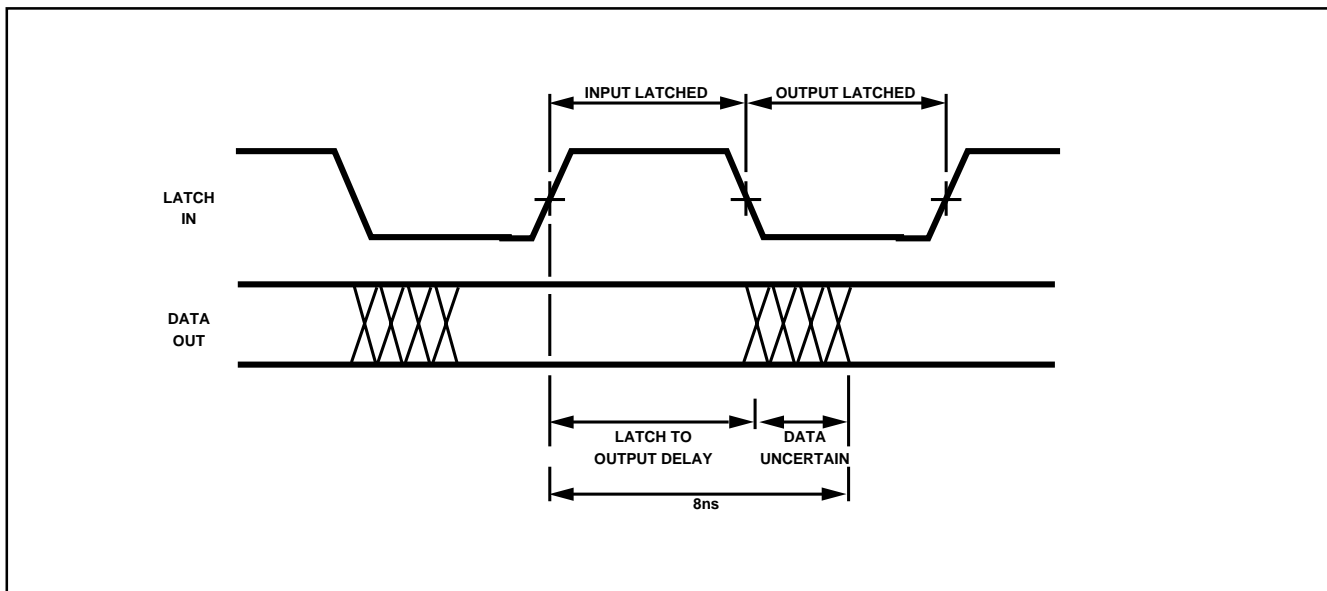 INPUT LATCHED
OUTPUT LATCHED
LATCH
IN
DATA
OUT
LATCH TO
OUTPUT DELAY
DATA
UNCERTAIN
8ns